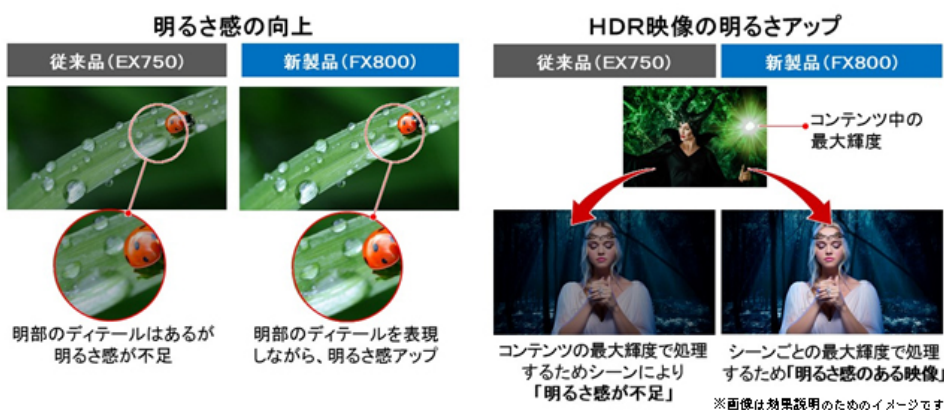 明るさ感の向上
従来品（EX750）
新製品（FX800）
明部のディテールはあるが
明るさ感が不足
明部のディテールを表現
しながら、明るさ感アップ
HDR映像の明るさアップ
従来品（EX750）
新製品（FX800）
コンテンツ中の
最大輝度
コンテンツの最大輝度で処理
するためシーンにより
「明るさ感が不足」
シーンごとの最大輝度で処理
するため「明るさ感のある映像」
※画像は効果説明のためのイメージです